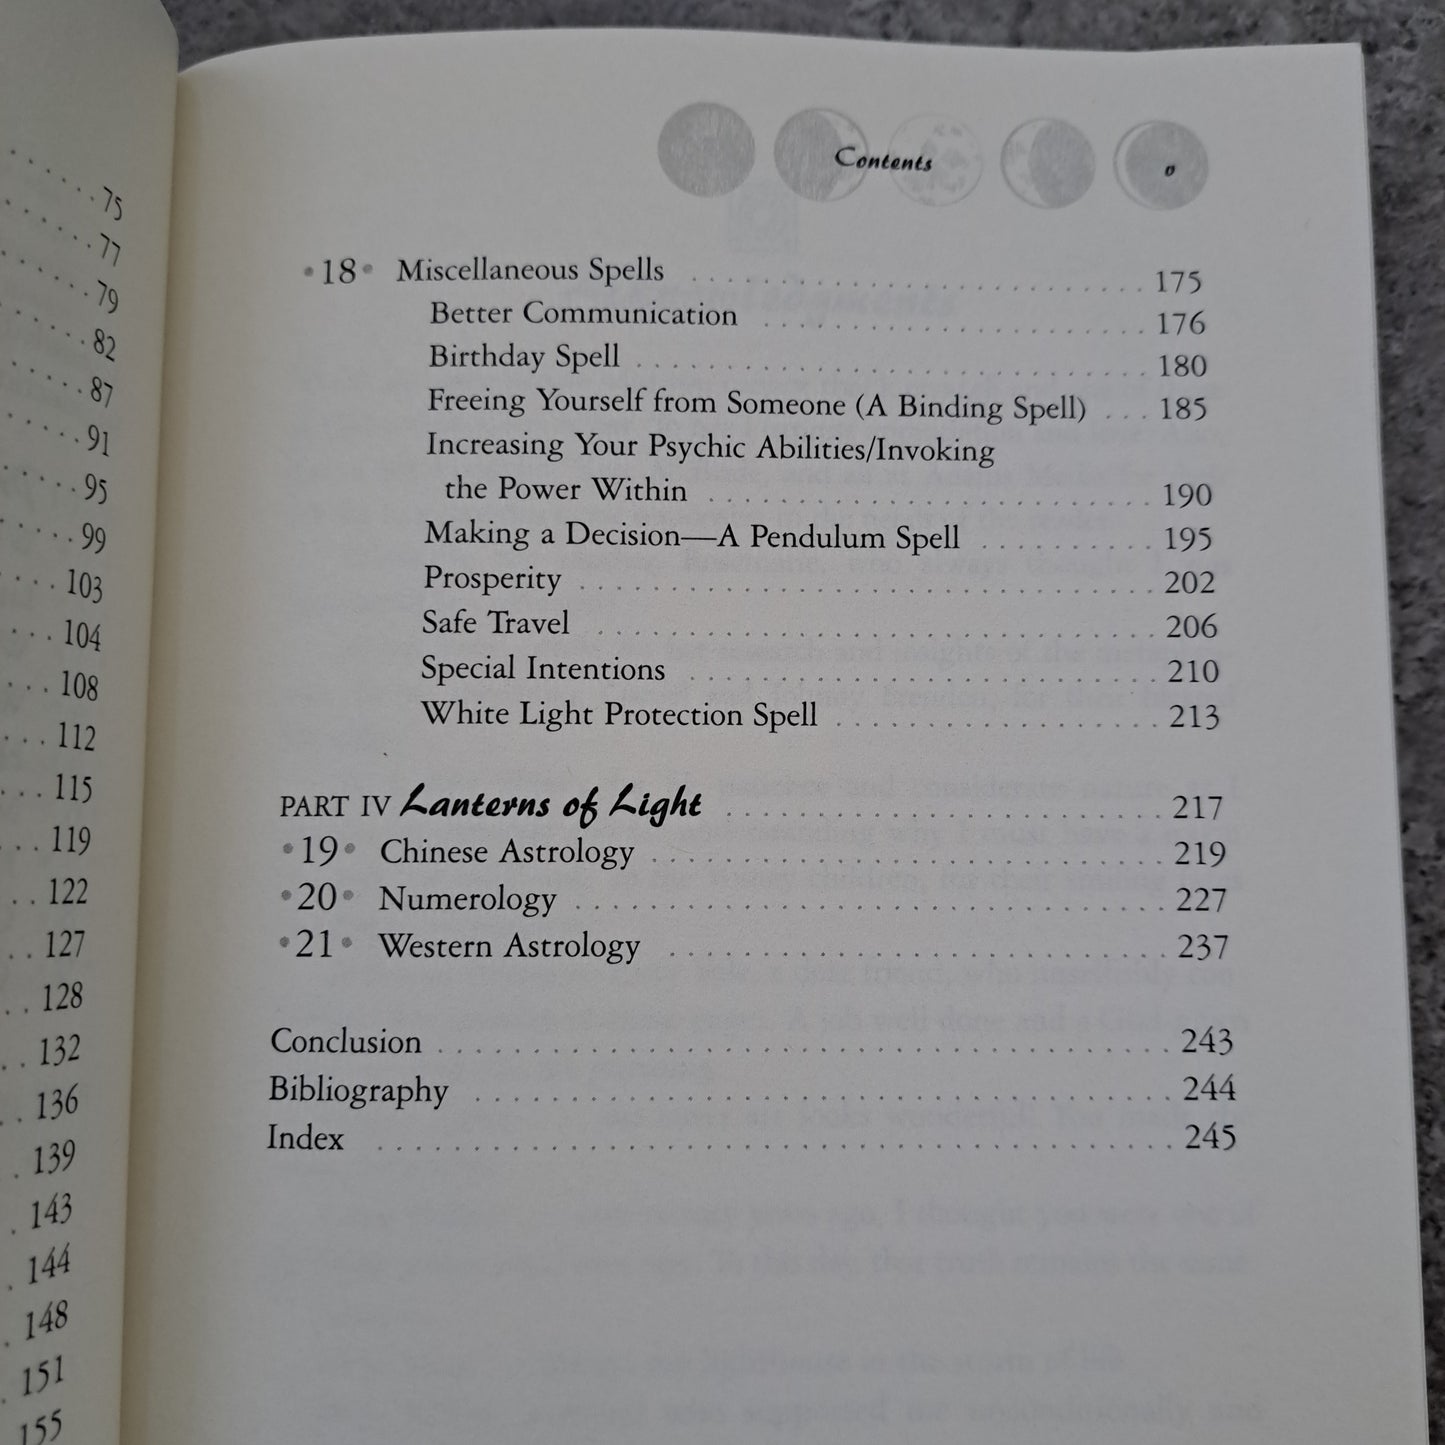 75
77
79
82
87
91
95
99
103
104
108
112
115
119
122
127
128
132
136
139
143
144
148
151
155
Contents v
•18• Miscellaneous Spells 175
Better Communication 176
Birthday Spell 180
Freeing Yourself from Someone (A Binding Spell) 185
Increasing Your Psychic Abilities/Invoking
the Power Within 190
Making a Decision—A Pendulum Spell 195
Prosperity 202
Safe Travel 206
Special Intentions 210
White Light Protection Spell 213
PART IV Lanterns of Light 217
•19• Chinese Astrology 219
•20• Numerology 227
•21• Western Astrology 237
Conclusion 243
Bibliography 244
Index 245